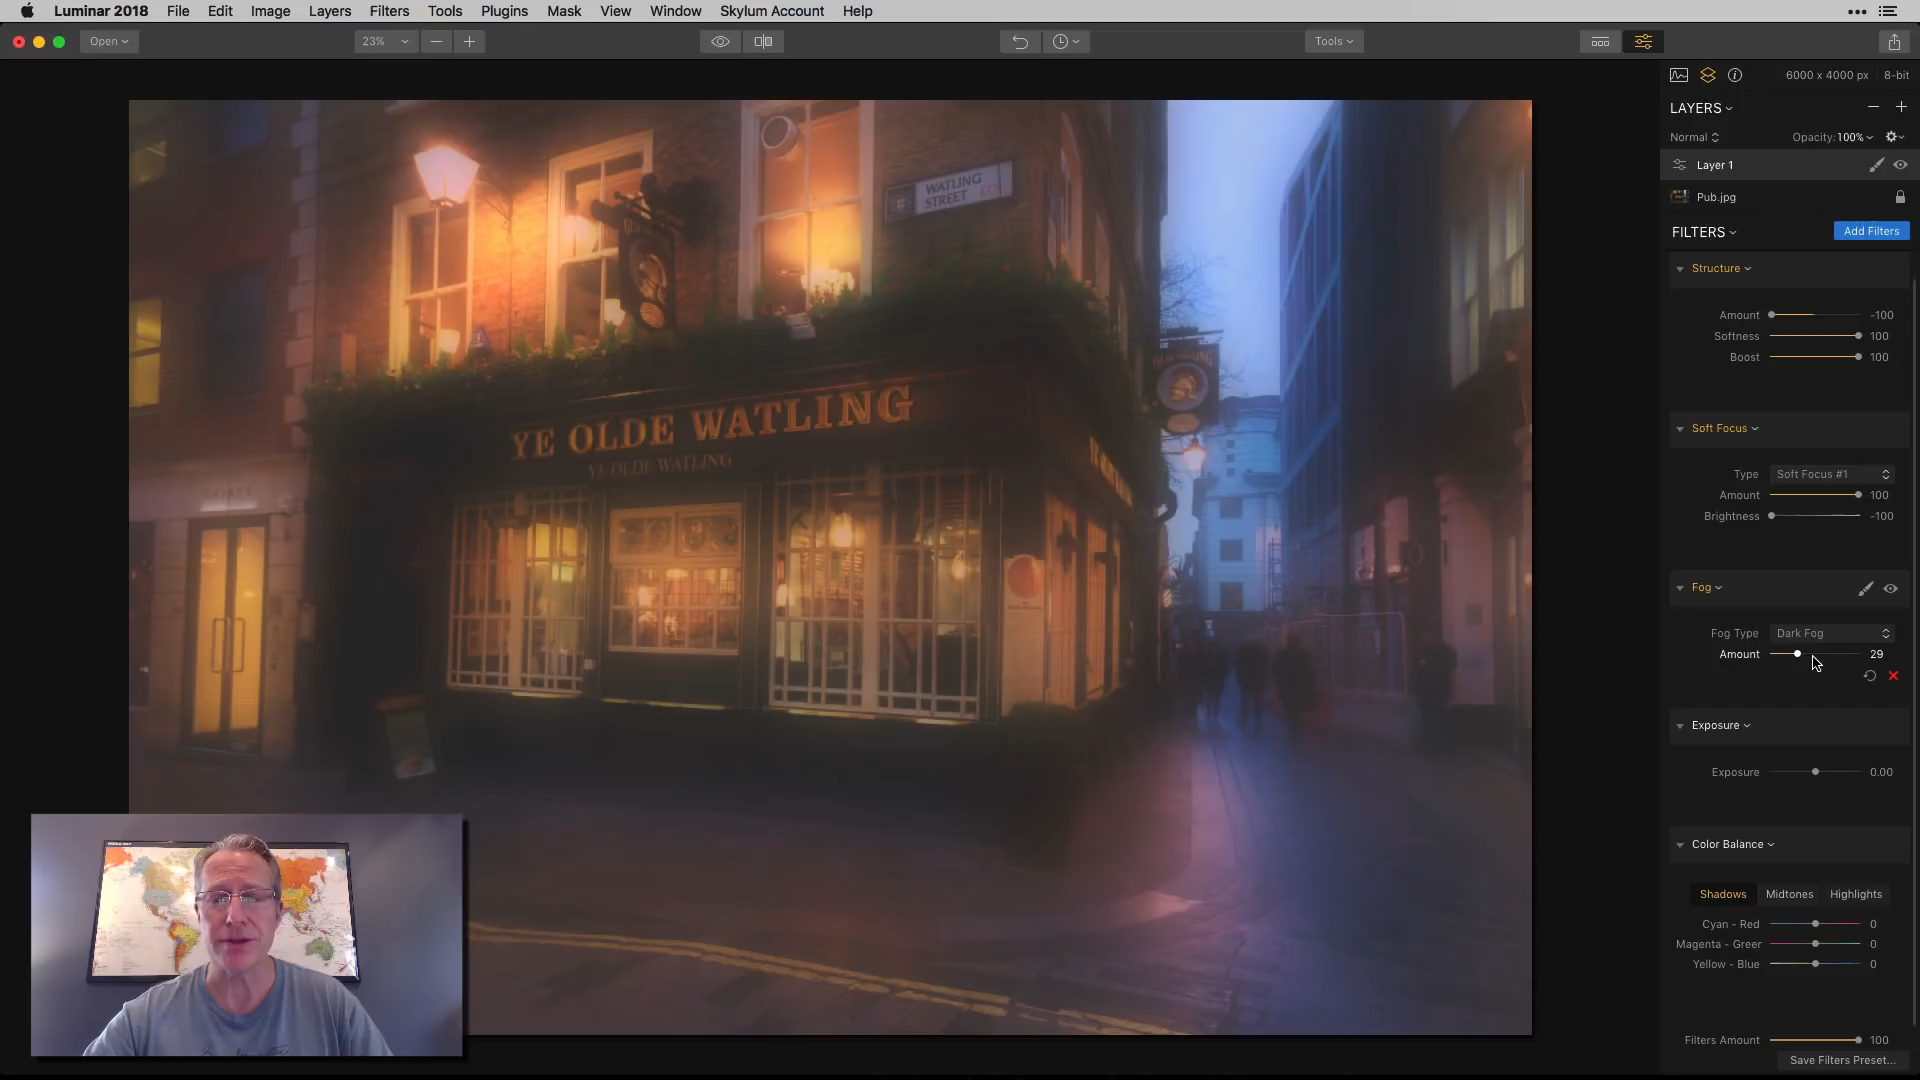 Luminar 2018 File Edit Image Layers Filters Tools Plugins Mask View Window Skylum Account Help
Open 23% Tools
6000 x 4000 px 8-bit
LAYERS
Normal Opacity: 100%
Layer 1
Pub.jpg
FILTERS Add Filters
Structure
Amount -100
Softness 100
Boost 100
Soft Focus
Type Soft Focus #1
Amount 100
Brightness -100
Fog
Fog Type Dark Fog
Amount 29
Exposure
Exposure 0.00
Color Balance
Shadows Midtones Highlights
Cyan - Red 0
Magenta - Greer 0
Yellow - Blue 0
Filters Amount 100
Save Filters Preset...
WATLING
STREET
YE OLDE WATLING
YE OLDE WATLING